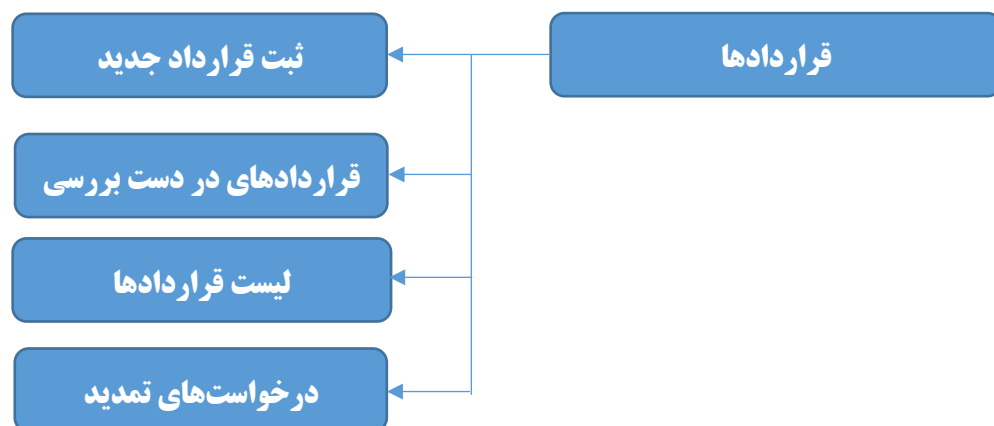 قراردادها
ثبت قرارداد جدید
قراردادهای در دست بررسی
لیست قراردادها
درخواست‌های تمدید